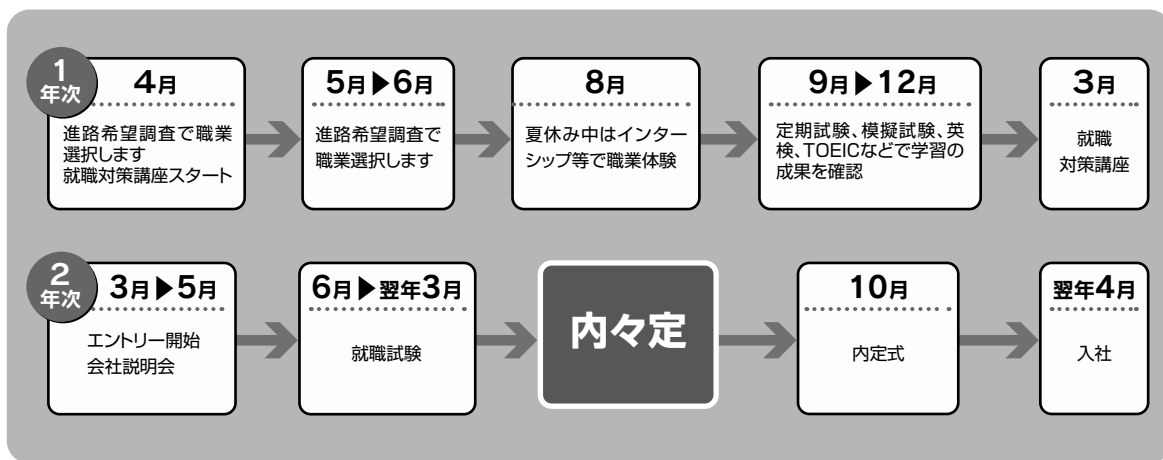 1
年次
4月
進路希望調査で職業
選択します
就職対策講座スタート
5月▶6月
進路希望調査で
職業選択します
8月
夏休み中はインター
シップ等で職業体験
9月▶12月
定期試験、模擬試験、英
検、TOEICなどで学習の
成果を確認
3月
就職
対策講座
2
年次
3月▶5月
エントリー開始
会社説明会
6月▶翌年3月
就職試験
内々定
10月
内定式
翌年4月
入社